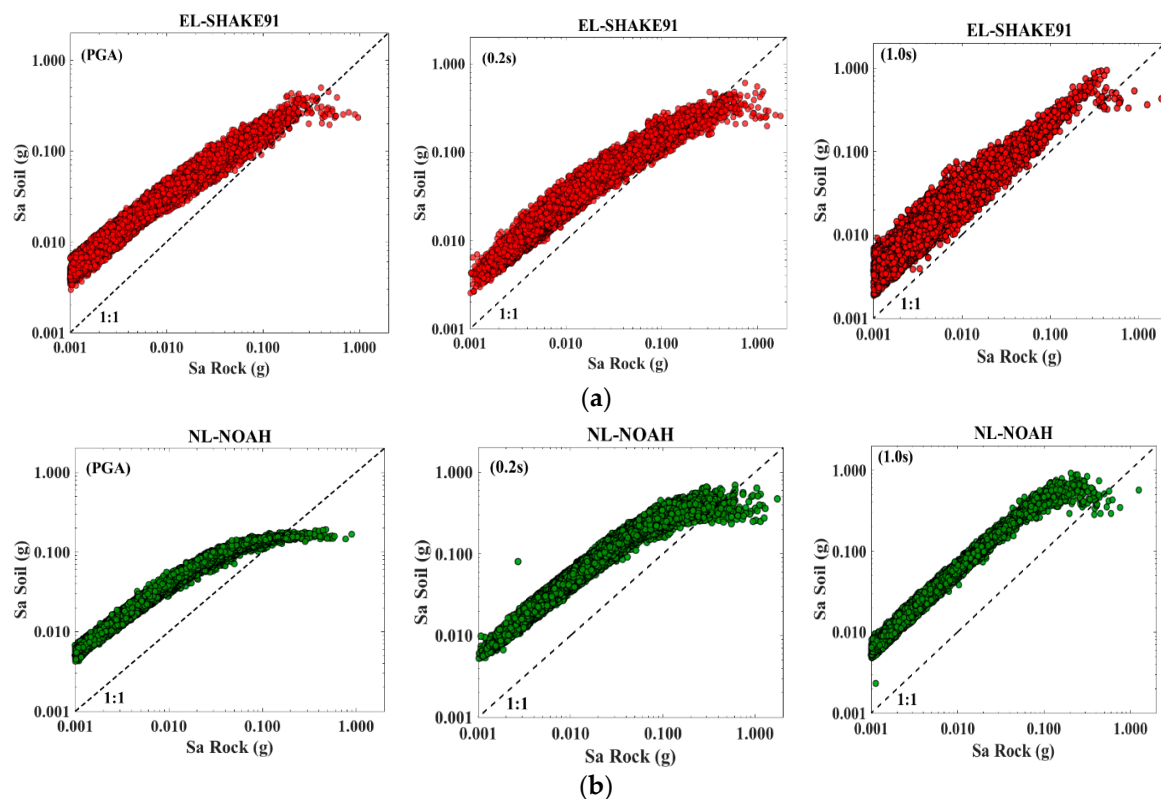 EL-SHAKE91
(PGA)
1.000
0.100
0.010
0.001
Sa Soil (g)
1:1
0.001 0.010 0.100 1.000
Sa Rock (g)
EL-SHAKE91
(0.2s)
1.000
0.100
0.010
0.001
Sa Soil (g)
1:1
0.001 0.010 0.100 1.000
Sa Rock (g)
EL-SHAKE91
(1.0s)
1.000
0.100
0.010
0.001
Sa Soil (g)
1:1
0.001 0.010 0.100 1.000
Sa Rock (g)
(a)
NL-NOAH
(PGA)
1.000
0.100
0.010
0.001
Sa Soil (g)
1:1
0.001 0.010 0.100 1.000
Sa Rock (g)
NL-NOAH
(0.2s)
1.000
0.100
0.010
0.001
Sa Soil (g)
1:1
0.001 0.010 0.100 1.000
Sa Rock (g)
NL-NOAH
(1.0s)
1.000
0.100
0.010
0.001
Sa Soil (g)
1:1
0.001 0.010 0.100 1.000
Sa Rock (g)
(b)